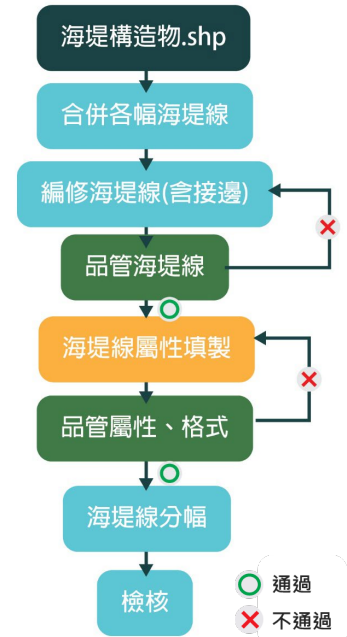 海堤構造物.shp
合併各幅海堤線
編修海堤線(含接邊)
品管海堤線
海堤線屬性填製
品管屬性、格式
海堤線分幅
檢核
通過
不通過